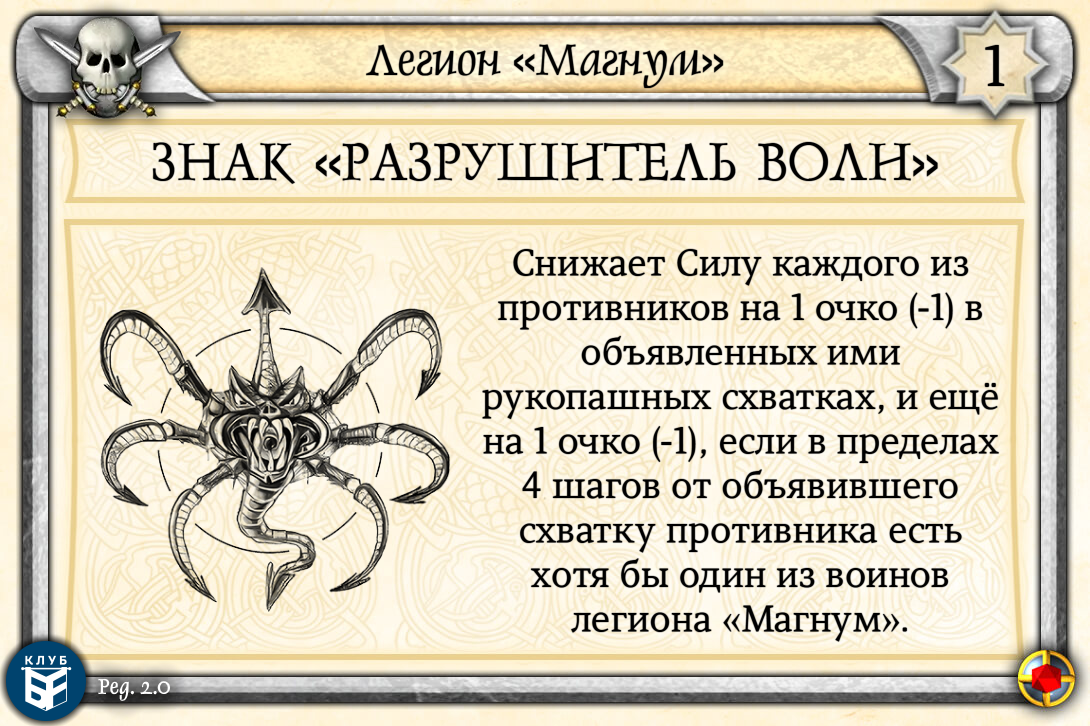 Легион «Магнум»
1
ЗНАК «РАЗРУШИТЕЛЬ ВОЛИ»
Снижает Силу каждого из
противников на 1 очко (-1) в
объявленных ими
рукопашных схватках, и ещё
на 1 очко (-1), если в пределах
4 шагов от объявившего
схватку противника есть
хотя бы один из воинов
легиона «Магнум».
КЛУБ
Ред. 2.0